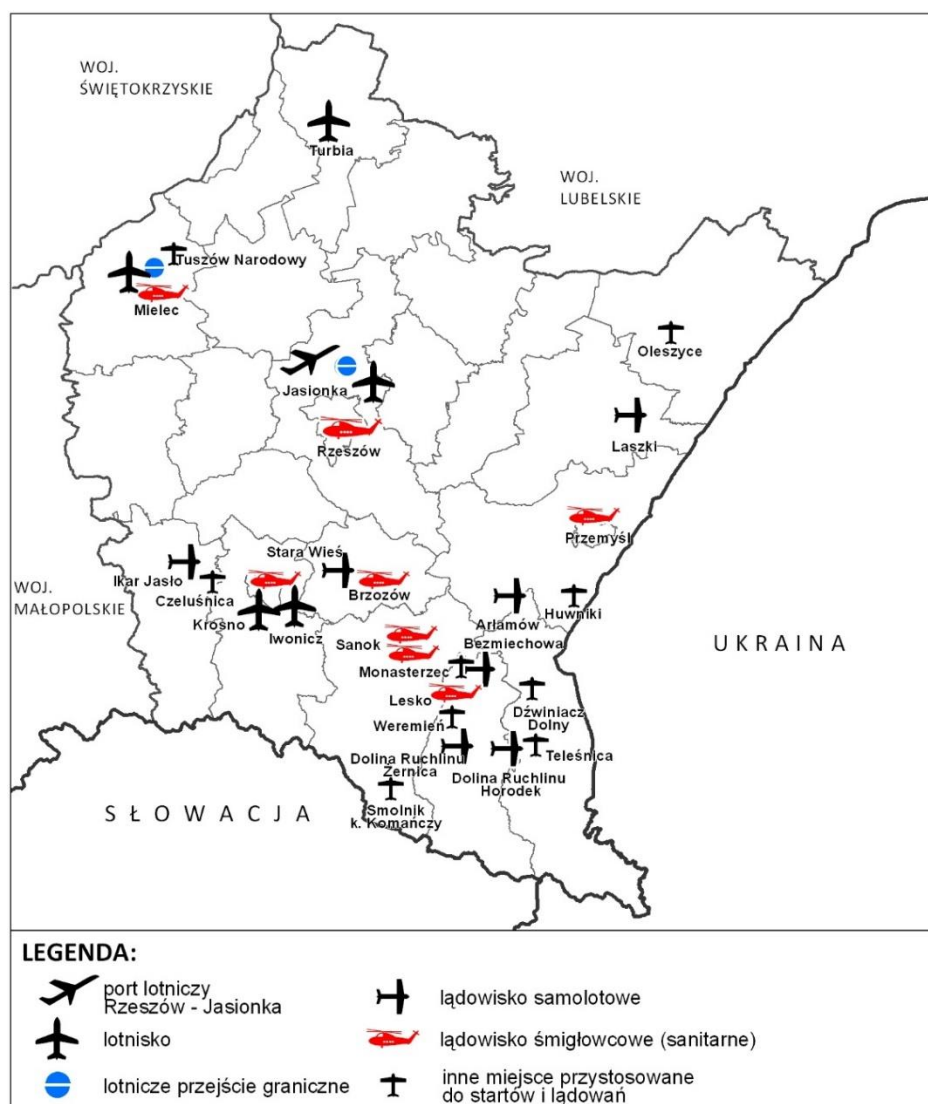 WOJ.
ŚWIĘTOKRZYSKIE
Turbia
WOJ.
LUBELSKIE
Tuszów Narodowy
Mielec
Oleszyce
Jasionka
Laszki
Rzeszów
Przemyśl
Stara Wieś
Ikar Jasło
Brzozów
WOJ.
MAŁOPOLSKIE
Czeluśnica
Huwniki
Krosno
Arłamów
Iwonicz
Bezmiechowa
UKRAINA
Sanok
Monasterzec
Lesko
Dźwiniacz
Dolny
Weremień
Teleśnica
Dolina Ruchlinu
Żernica
Dolina Ruchlinu
Horodek
SŁOWACJA
Smolnik
k. Komańczy
LEGENDA:
port lotniczy
Rzeszów - Jasionka
lotnisko
lotnicze przejście graniczne
lądowisko samolotowe
lądowisko śmigłowcowe (sanitarne)
inne miejsce przystosowane
do startów i lądowań